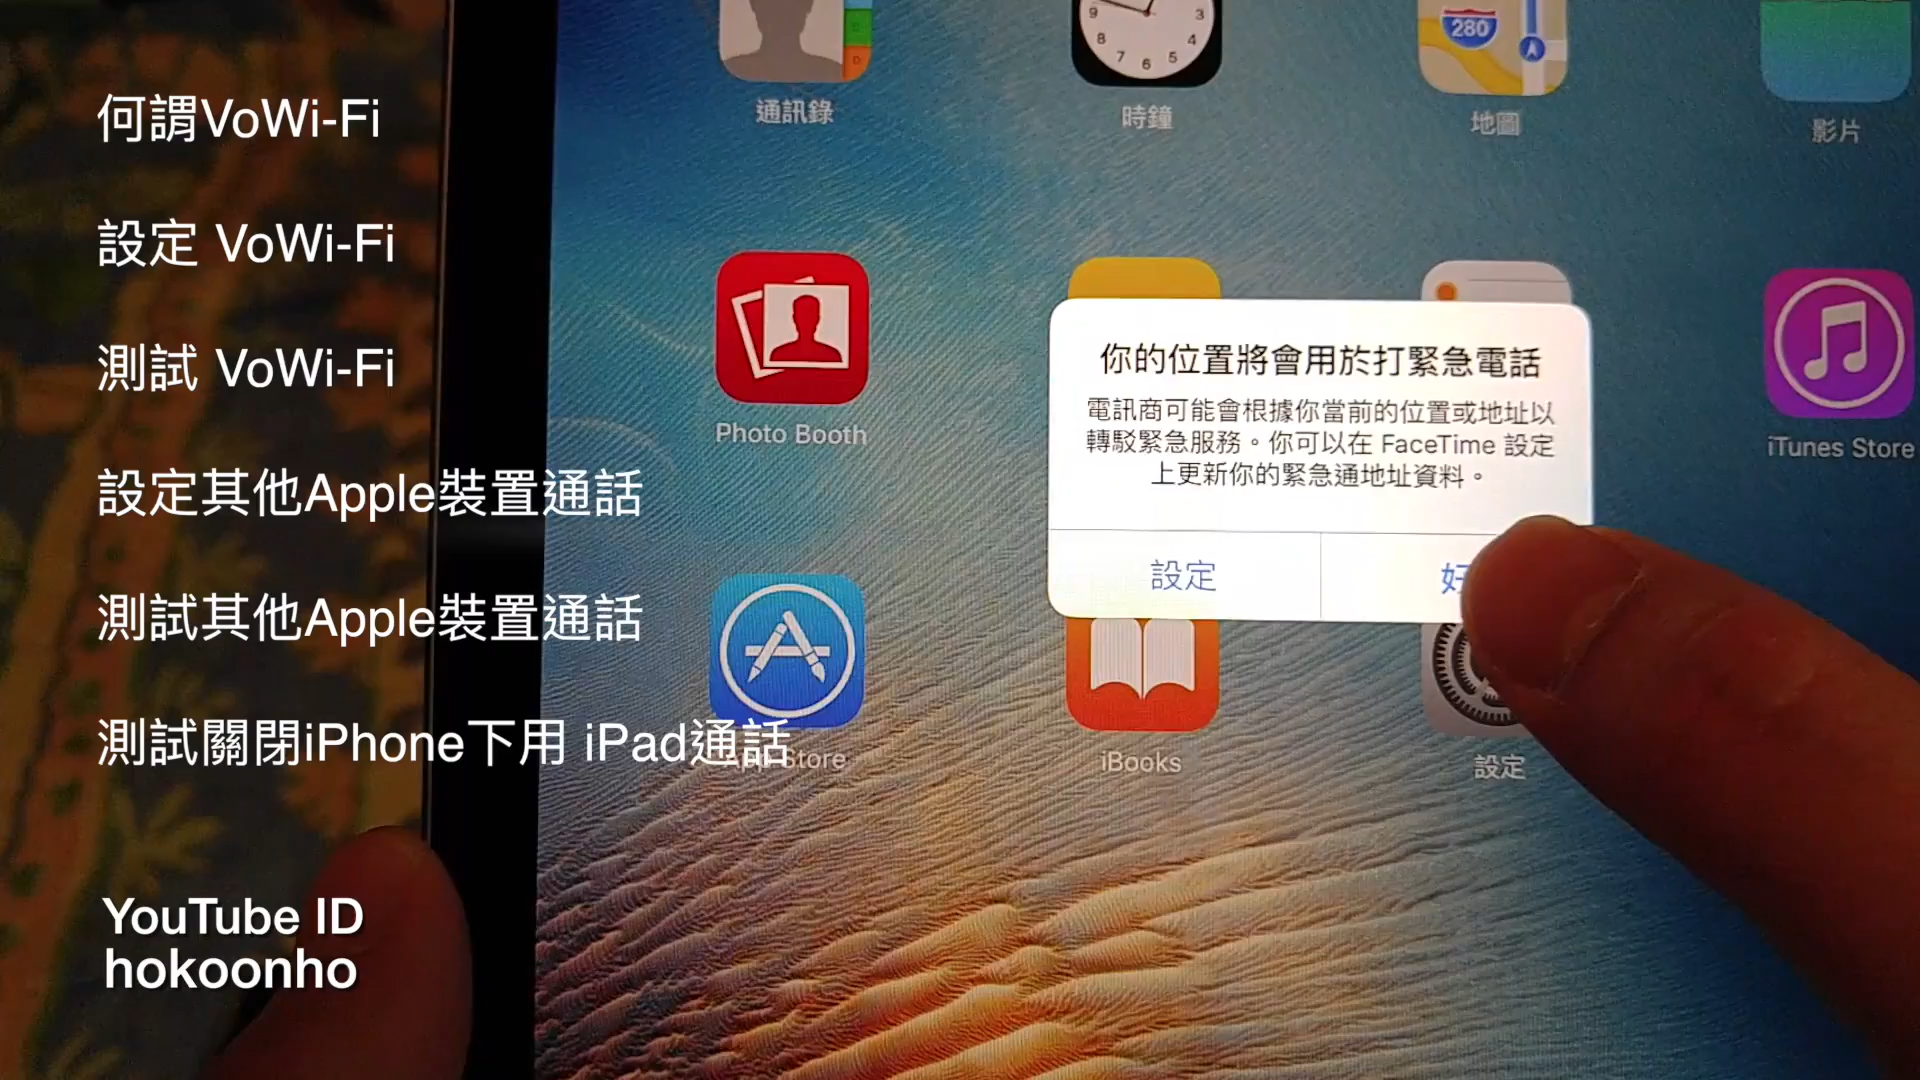 何謂VoWi-Fi
設定 VoWi-Fi
測試 VoWi-Fi
設定其他Apple裝置通話
測試其他Apple裝置通話
測試關閉iPhone下用 iPad通話
YouTube ID
hokoonho
通訊錄
時鐘
地圖
影片
280
Photo Booth
iTunes Store
你的位置將會用於打緊急電話
電訊商可能會根據你當前的位置或地址以
轉駁緊急服務。你可以在 FaceTime 設定
上更新你的緊急通地址資料。
設定
好
App Store
iBooks
設定